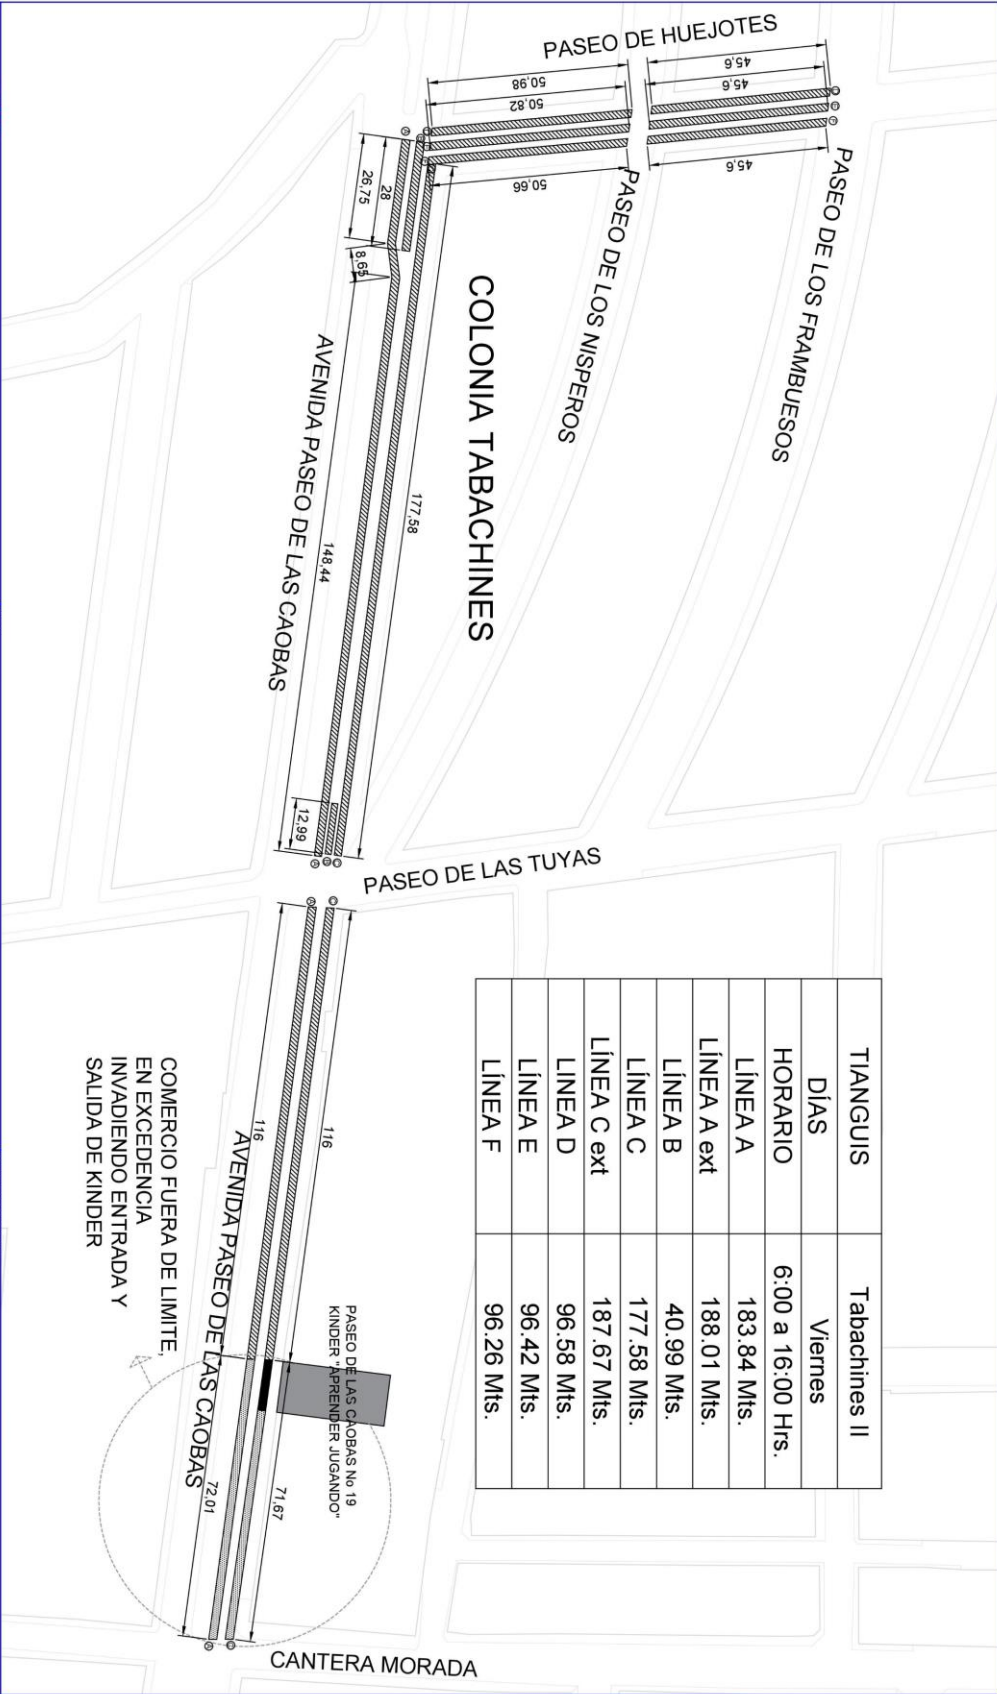 PASEO DE HUEJOTES
45,6
45,6
45,6
50,98
50,82
50,66
PASEO DE LOS FRAMBUESOS
PASEO DE LOS NISPEROS
COLONIA TABACHINES
28
26,75
8,65
177,58
148,44
12,99
AVENIDA PASEO DE LAS CAOBAS
PASEO DE LAS TUYAS
TIANGUIS Tabachines II
DÍAS Viernes
HORARIO 6:00 a 16:00 Hrs.
LÍNEA A 183.84 Mts.
LÍNEA A ext 188.01 Mts.
LÍNEA B 40.99 Mts.
LÍNEA C 177.58 Mts.
LÍNEA C ext 187.67 Mts.
LINEA D 96.58 Mts.
LÍNEA E 96.42 Mts.
LÍNEA F 96.26 Mts.
116
116
AVENIDA PASEO DE LAS CAOBAS
PASEO DE LAS CAOBAS No 19
KINDER "APRENDER JUGANDO"
71,67
72,01
COMERCIO FUERA DE LIMITE,
EN EXCEDENCIA
INVADIENDO ENTRADA Y
SALIDA DE KINDER
CANTERA MORADA